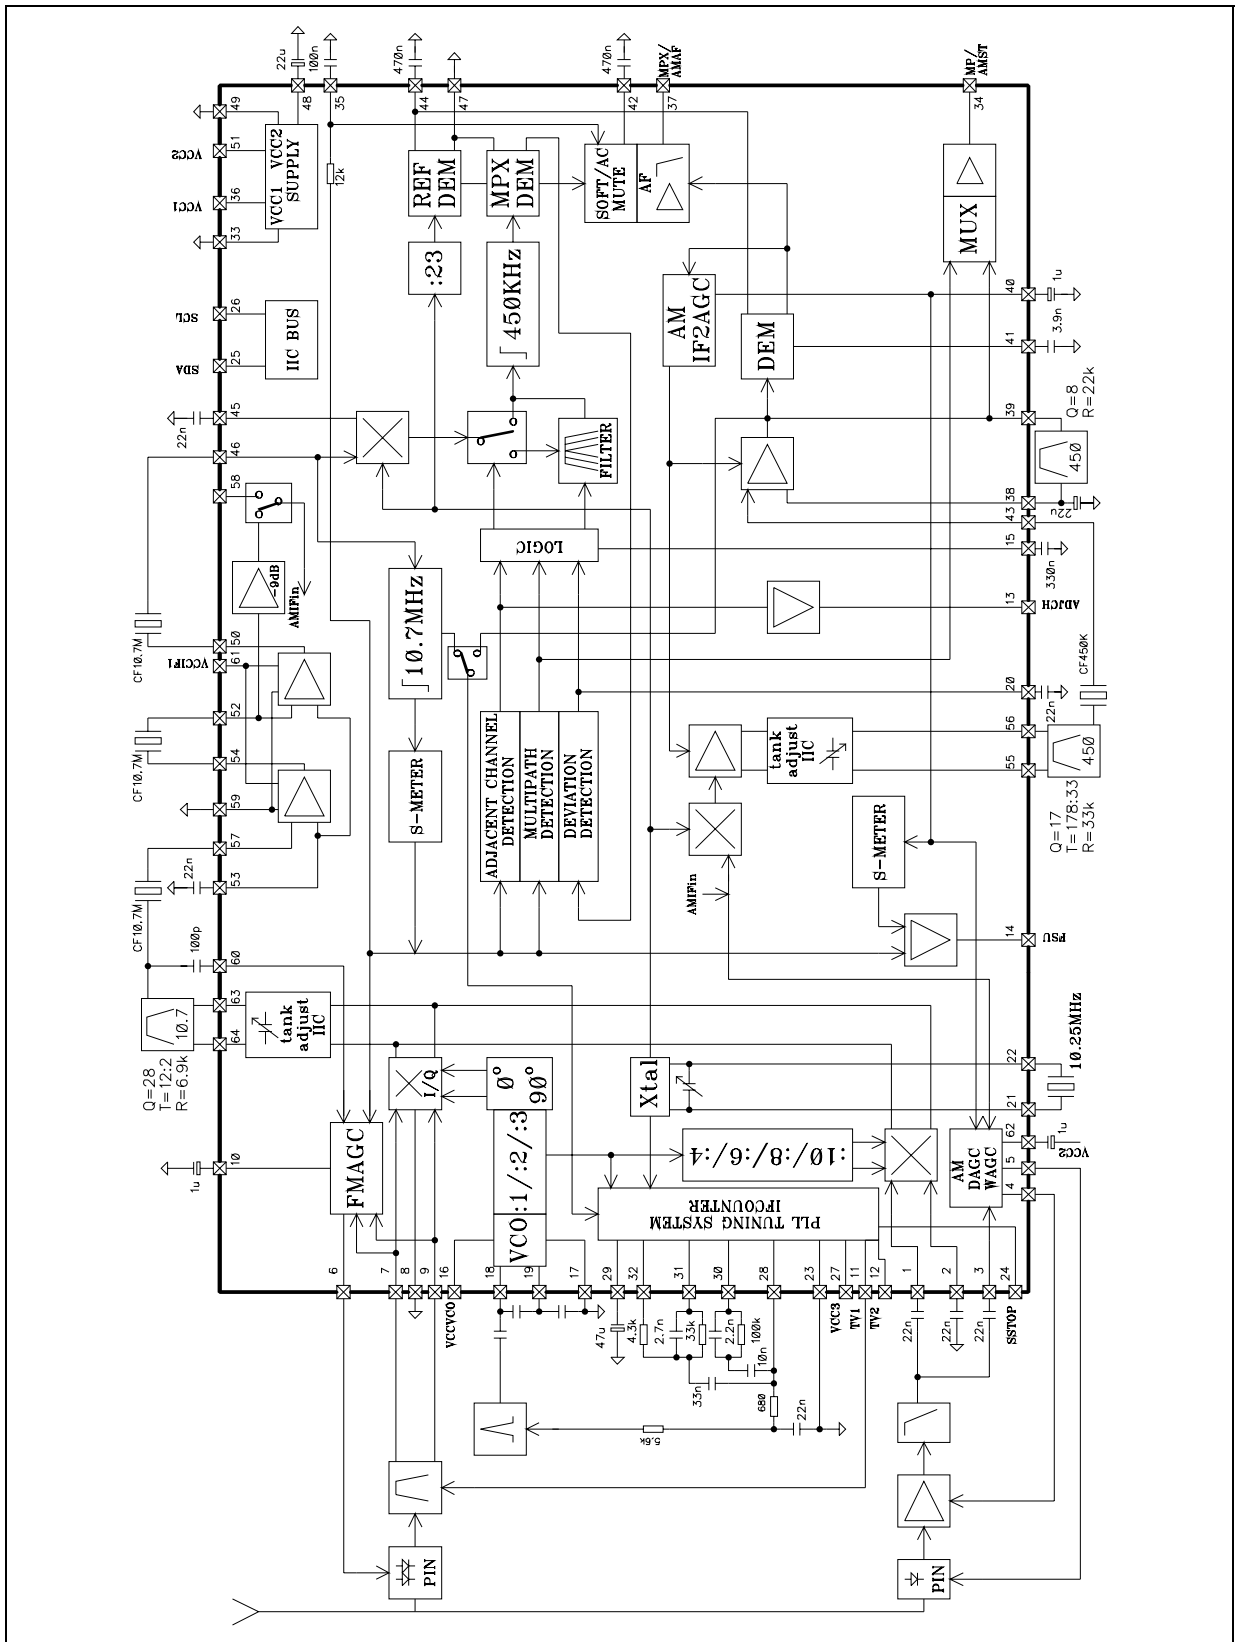 22u
100n
470n
470n
MPX/
AMAF
MP/
AMST
49
48
35
44
47
42
37
34
VCC2
51
VCC1 VCC2
SUPPLY
VCC1
36
33
12k
REF
DEM
MPX
DEM
SOFT/AC
MUTE
AF
MUX
:23
450KHz
AM
IF2AGC
DEM
SCL
26
SDA
25
IIC BUS
40
1u
41
3.9n
Q=8
R=22k
39
450
38
22u
43
15
330n
22n
45
46
58
FILTER
LOGIC
-9dB
AMIFin
10.7MHz
13
ADJCH
CF10.7M
50
VCCIF1
61
52
CF10.7M
54
59
57
22n
53
CF10.7M
S-METER
ADJACENT CHANNEL
DETECTION
MULTIPATH
DETECTION
DEVIATION
DETECTION
20
22n
CF450K
56
55
450
Q=17
T=178:33
R=33k
tank
adjust
IIC
S-METER
AMIFin
14
FSU
100p
60
63
64
10.7
Q=28
T=12:2
R=6.9k
tank
adjust
IIC
I/Q
0°
90°
Xtal
22
21
10.25MHz
10
1u
FMAGC
VCO
:1/:2/:3
:10/:8/:6/:4
PLL TUNING SYSTEM
IFCOUNTER
AM
DAGC
WAGC
62
1u
VCC2
5
4
6
7
8
9
16
VCCVCO
18
19
17
29
32
31
30
28
23
27
VCC3
11
TV1
12
TV2
1
2
3
24
SSTOP
47u
4.3k
2.7n
33k
2.2n
100k
10n
33n
680
22n
5.6k
22n
22n
22n
PIN
PIN